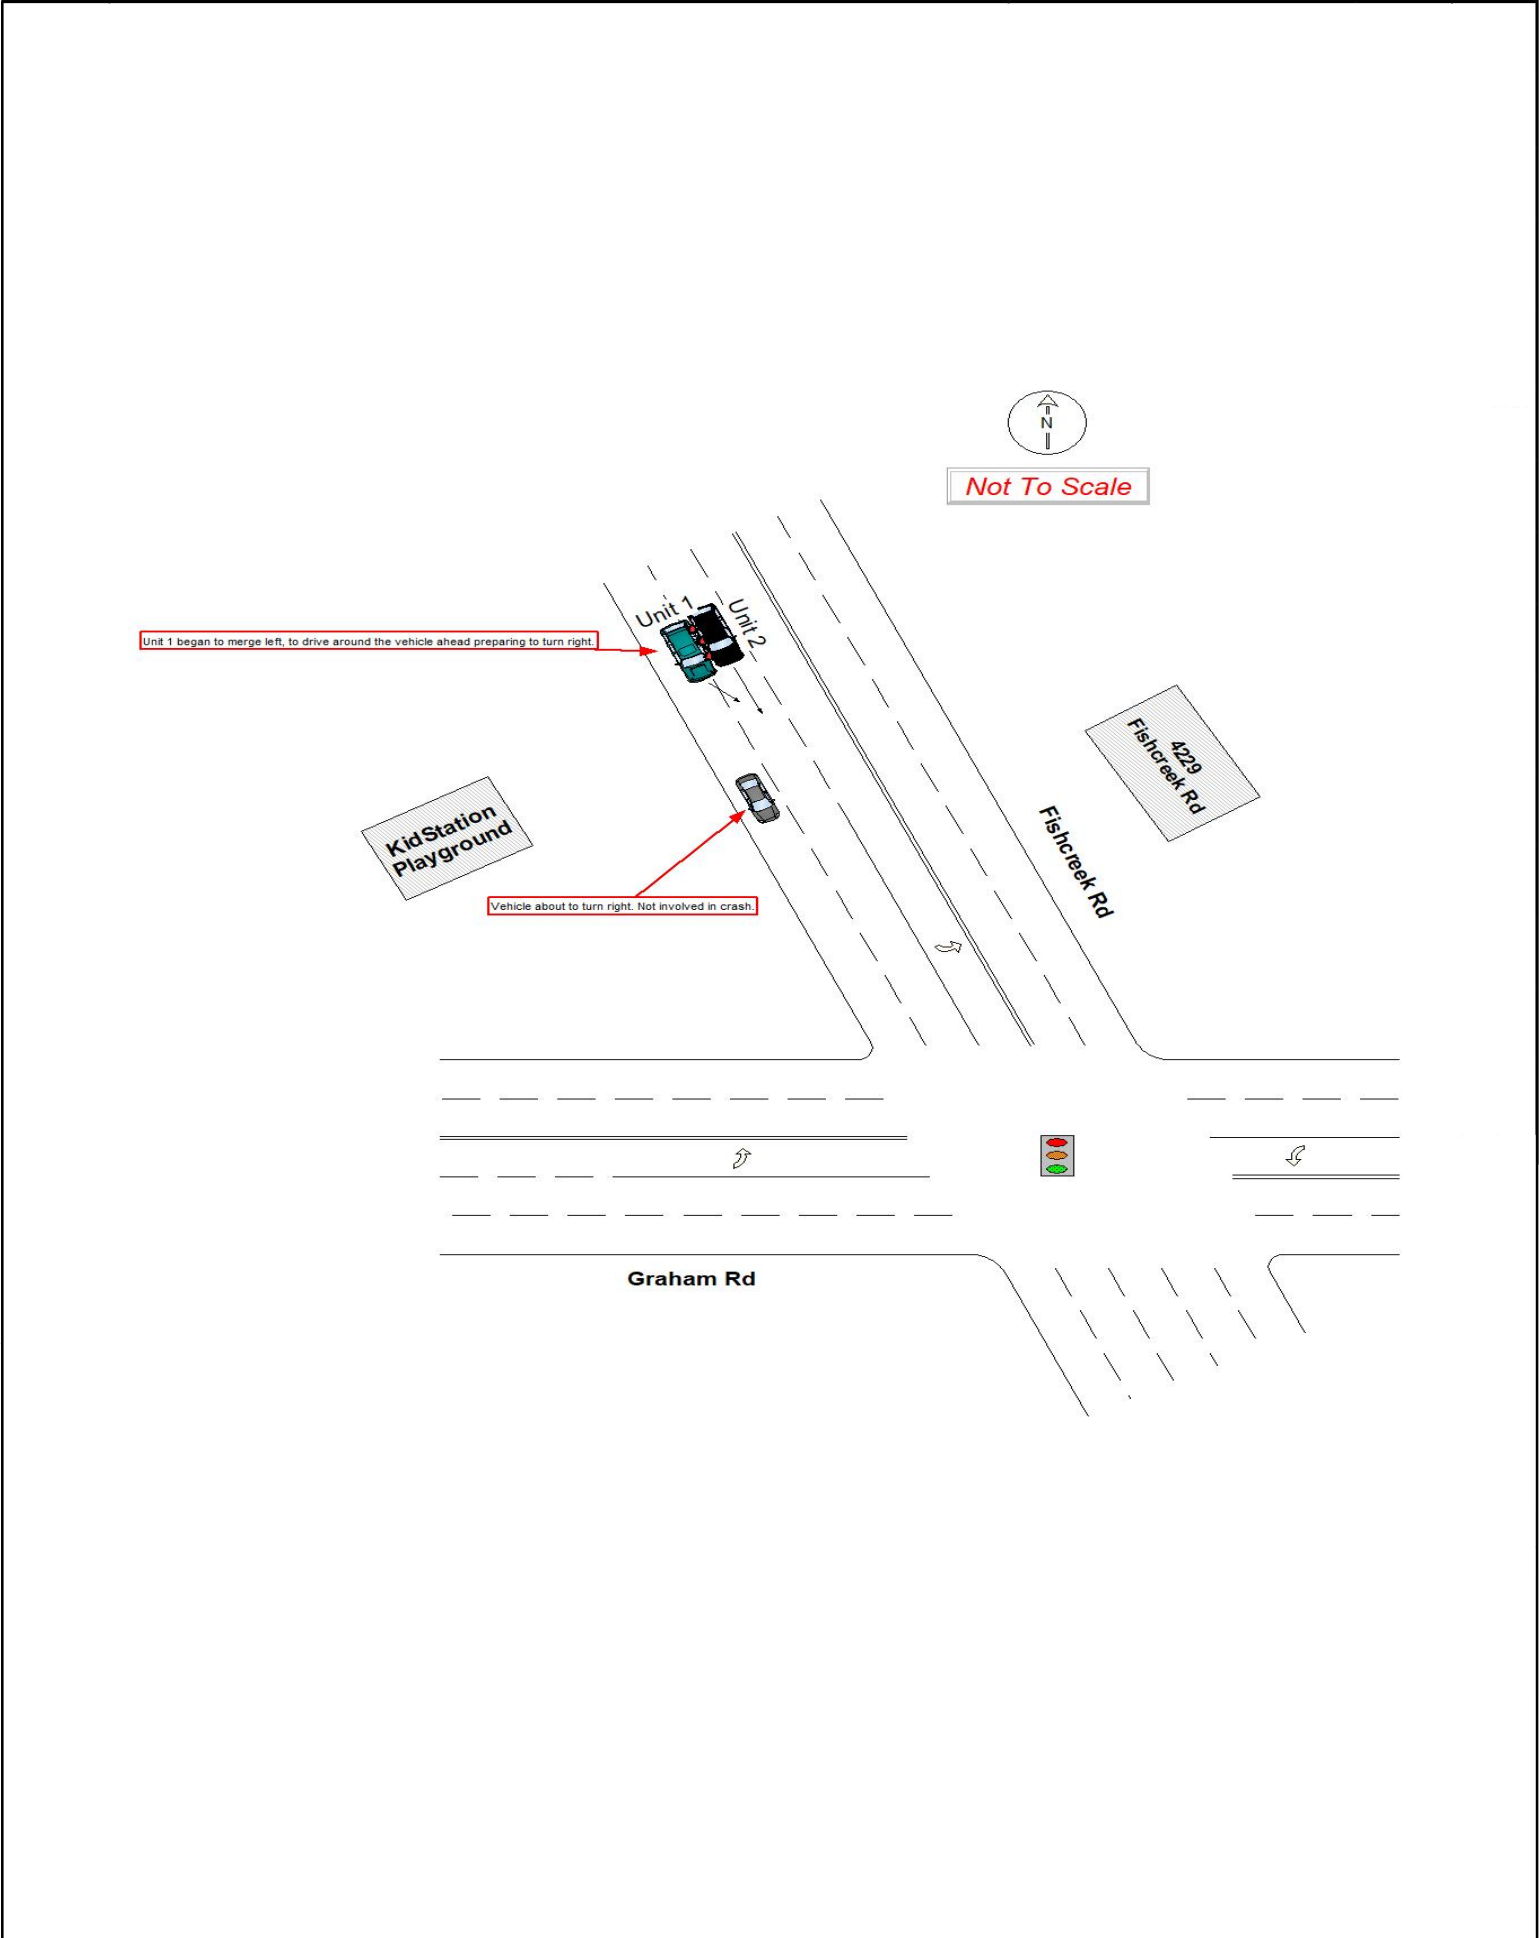 N
Not To Scale
Unit 1
Unit 2
Unit 1 began to merge left, to drive around the vehicle ahead preparing to turn right.
4229
Fishcreek Rd
KidStation
Playground
Fishcreek Rd
Vehicle about to turn right. Not involved in crash.
Graham Rd